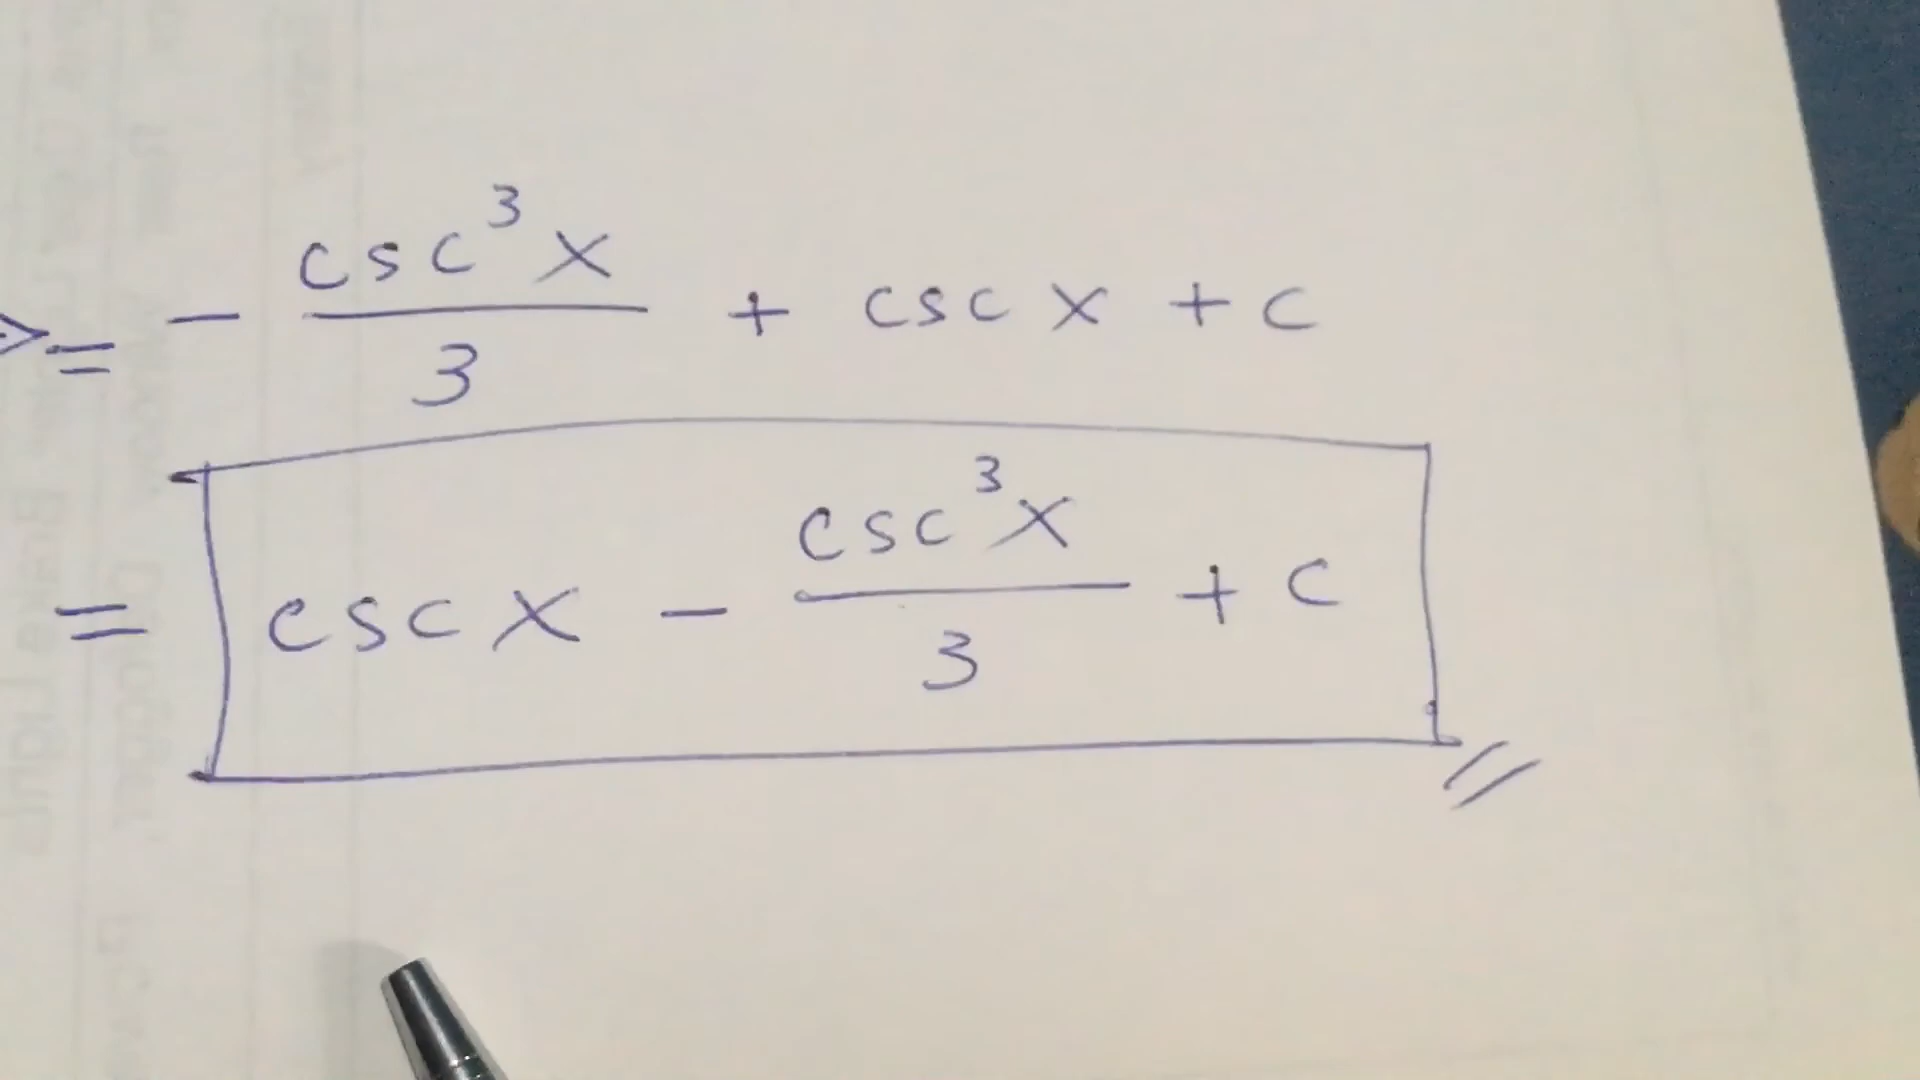 = - csc³x / 3 + csc x + c
= csc x - csc³x / 3 + c